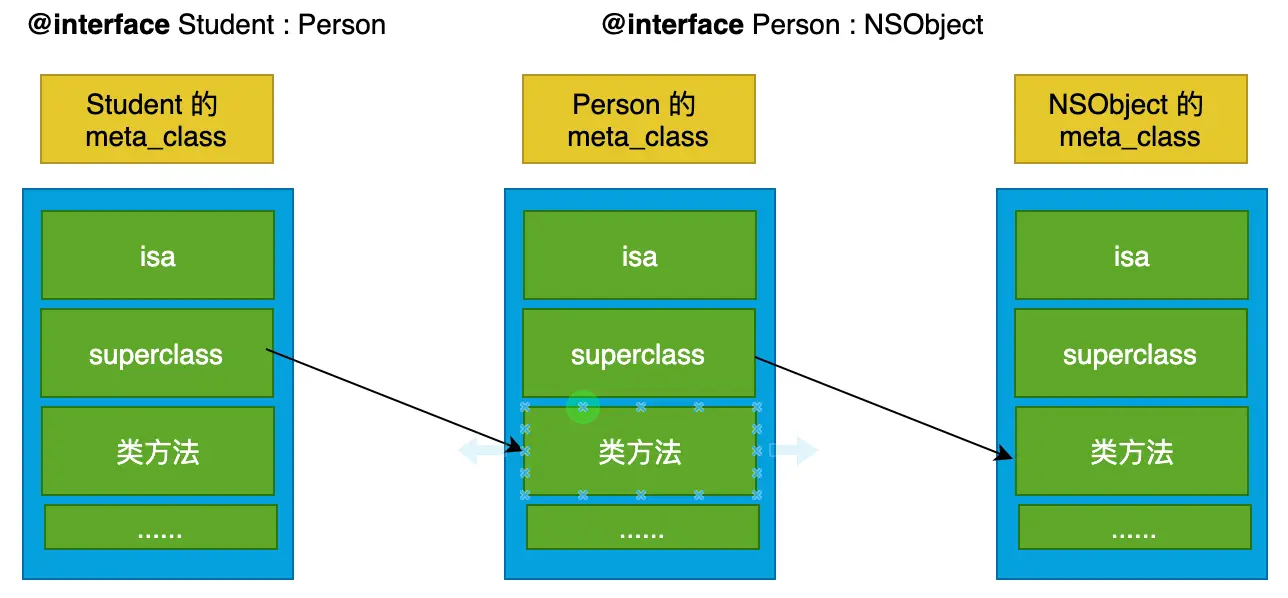 @interface Student : Person
@interface Person : NSObject
Student 的
meta_class
Person 的
meta_class
NSObject 的
meta_class
isa
superclass
类方法
......
isa
superclass
类方法
......
isa
superclass
类方法
......